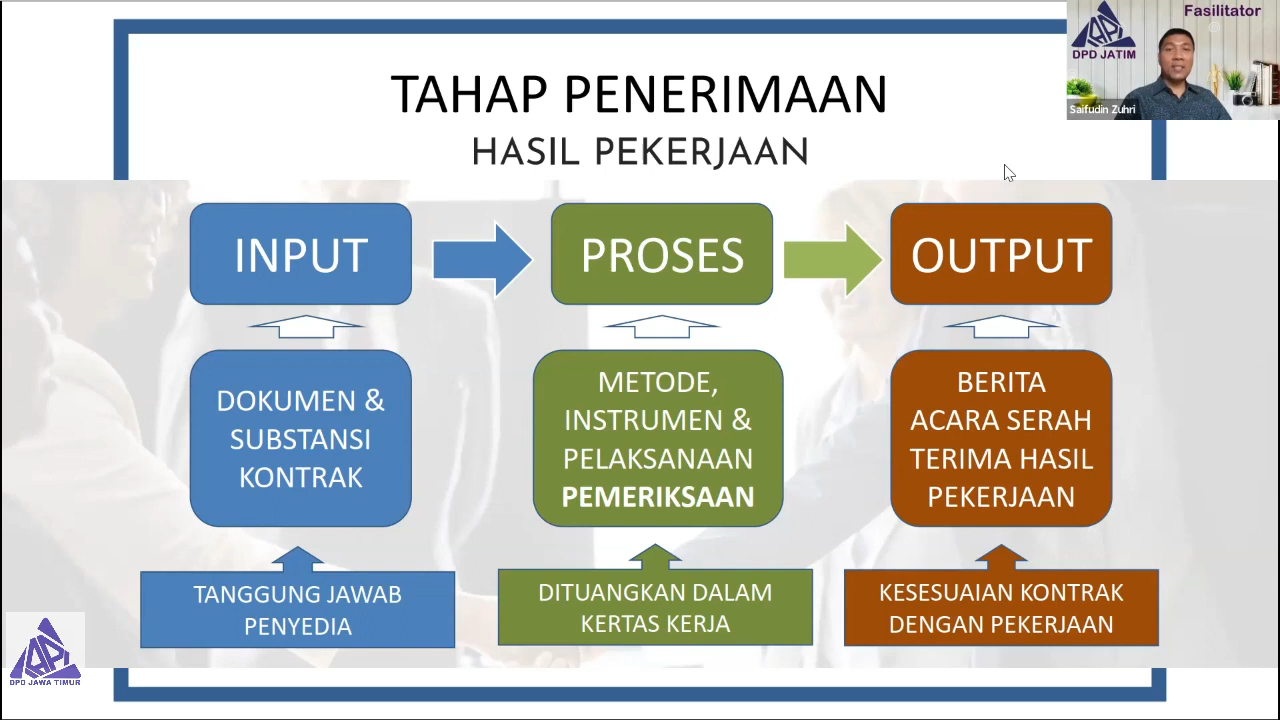 Fasilitator
IAPI
DPD JATIM
Saifudin Zuhri
TAHAP PENERIMAAN
HASIL PEKERJAAN
INPUT
PROSES
OUTPUT
DOKUMEN &
SUBSTANSI
KONTRAK
METODE,
INSTRUMEN &
PELAKSANAAN
PEMERIKSAAN
BERITA
ACARA SERAH
TERIMA HASIL
PEKERJAAN
TANGGUNG JAWAB
PENYEDIA
DITUANGKAN DALAM
KERTAS KERJA
KESESUAIAN KONTRAK
DENGAN PEKERJAAN
IAPI
DPD JAWA TIMUR